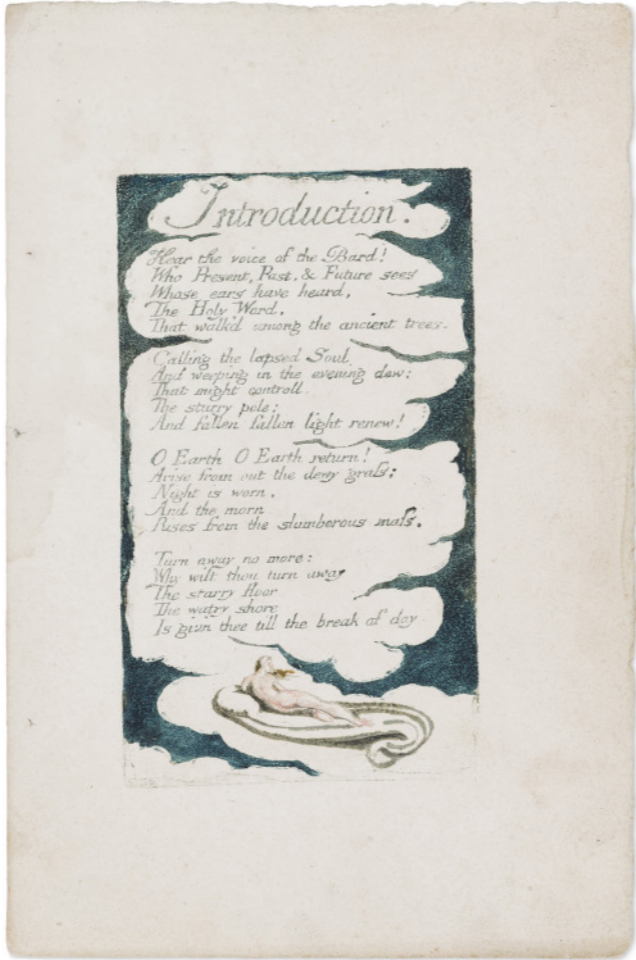 Introduction.
Hear the voice of the Bard!
Who Present, Past, & Future sees
Whose ears have heard,
The Holy Word,
That walk'd among the ancient trees.
Calling the lapsed Soul
And weeping in the evening dew:
That might controll
The starry pole;
And fallen fallen light renew!
O Earth O Earth return!
Arise from out the dewy grass;
Night is worn,
And the morn
Rises from the slumberous mass.
Turn away no more:
Why wilt thou turn away
The starry floor
The watry shore
Is giv'n thee till the break of day